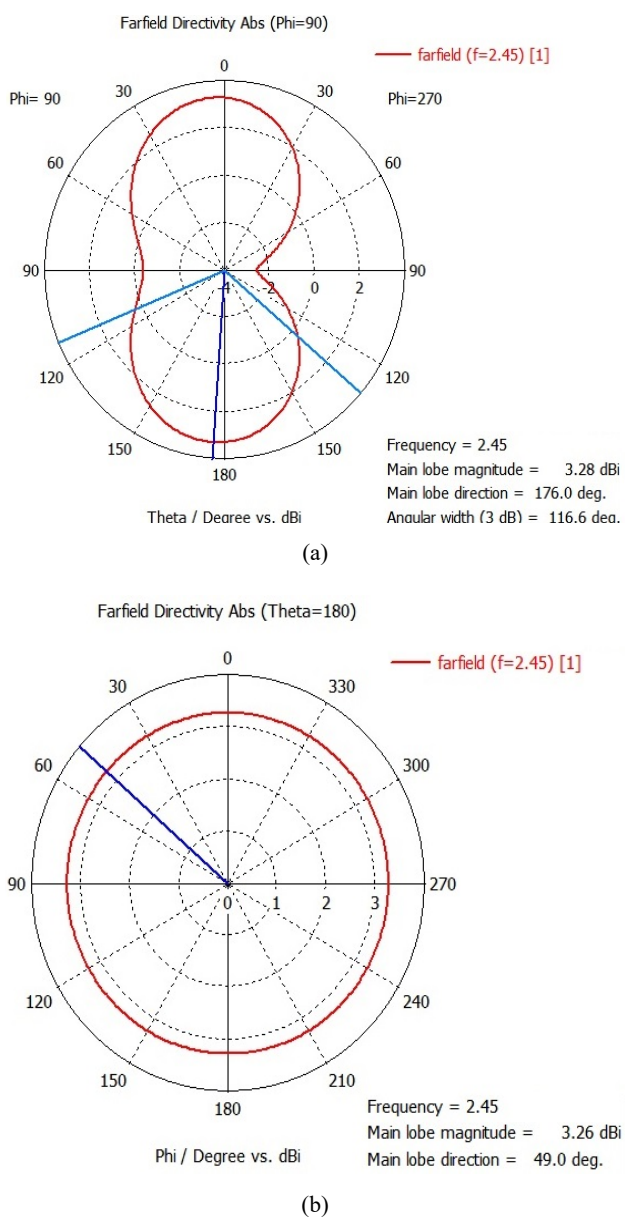 Farfield Directivity Abs (Phi=90)
farfield (f=2.45) [1]
0
Phi= 90
30
30
Phi=270
60
60
90
-4
-2
0
2
90
120
120
150
150
180
Frequency = 2.45
Main lobe magnitude = 3.28 dBi
Main lobe direction = 176.0 deg.
Angular width (3 dB) = 116.6 deg.
Theta / Degree vs. dBi
(a)
Farfield Directivity Abs (Theta=180)
farfield (f=2.45) [1]
0
30
330
60
300
90
0
1
2
3
270
120
240
150
210
180
Frequency = 2.45
Main lobe magnitude = 3.26 dBi
Main lobe direction = 49.0 deg.
Phi / Degree vs. dBi
(b)